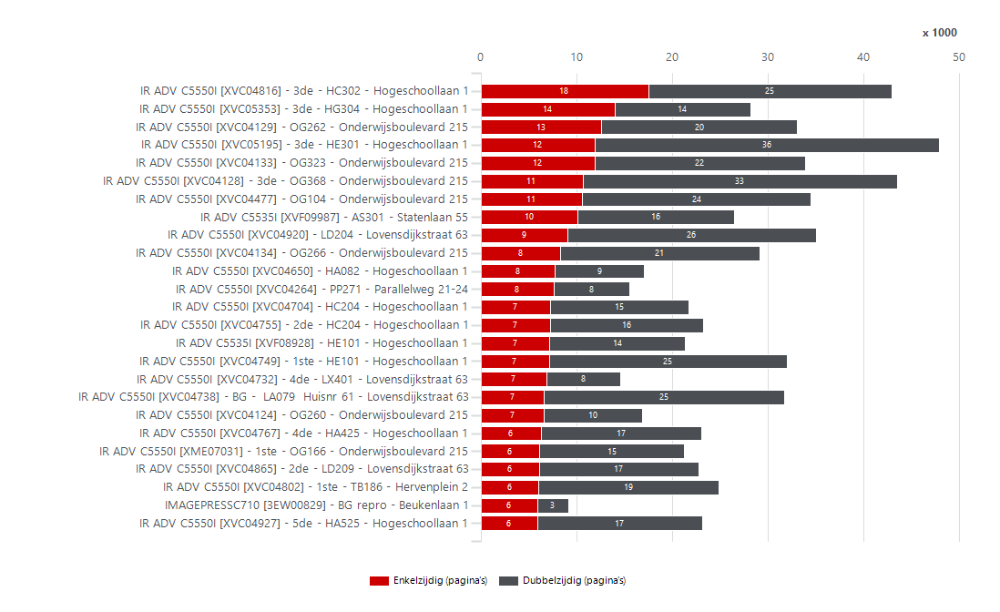 x 1000
0 10 20 30 40 50
IR ADV C5550I [XVC04816] - 3de - HC302 - Hogeschoollaan 1 18 25
IR ADV C5550I [XVC05353] - 3de - HG304 - Hogeschoollaan 1 14 14
IR ADV C5550I [XVC04129] - OG262 - Onderwijsboulevard 215 13 20
IR ADV C5550I [XVC05195] - 3de - HE301 - Hogeschoollaan 1 12 36
IR ADV C5550I [XVC04133] - OG323 - Onderwijsboulevard 215 12 22
IR ADV C5550I [XVC04128] - 3de - OG368 - Onderwijsboulevard 215 11 33
IR ADV C5550I [XVC04477] - OG104 - Onderwijsboulevard 215 11 24
IR ADV C5535I [XVF09987] - AS301 - Statenlaan 55 10 16
IR ADV C5550I [XVC04920] - LD204 - Lovensdijkstraat 63 9 26
IR ADV C5550I [XVC04134] - OG266 - Onderwijsboulevard 215 8 21
IR ADV C5550I [XVC04650] - HA082 - Hogeschoollaan 1 8 9
IR ADV C5550I [XVC04264] - PP271 - Parallelweg 21-24 8 8
IR ADV C5550I [XVC04704] - HC204 - Hogeschoollaan 1 7 15
IR ADV C5550I [XVC04755] - 2de - HC204 - Hogeschoollaan 1 7 16
IR ADV C5535I [XVF08928] - HE101 - Hogeschoollaan 1 7 14
IR ADV C5550I [XVC04749] - 1ste - HE101 - Hogeschoollaan 1 7 25
IR ADV C5550I [XVC04732] - 4de - LX401 - Lovensdijkstraat 63 7 8
IR ADV C5550I [XVC04738] - BG - LA079 Huisnr 61 - Lovensdijkstraat 63 7 25
IR ADV C5550I [XVC04124] - OG260 - Onderwijsboulevard 215 7 10
IR ADV C5550I [XVC04767] - 4de - HA425 - Hogeschoollaan 1 6 17
IR ADV C5550I [XME07031] - 1ste - OG166 - Onderwijsboulevard 215 6 15
IR ADV C5550I [XVC04865] - 2de - LD209 - Lovensdijkstraat 63 6 17
IR ADV C5550I [XVC04802] - 1ste - TB186 - Hervenplein 2 6 19
IMAGEPRESSC710 [3EW00829] - BG repro - Beukenlaan 1 6 3
IR ADV C5550I [XVC04927] - 5de - HA525 - Hogeschoollaan 1 6 17
Enkelzijdig (pagina's) Dubbelzijdig (pagina's)